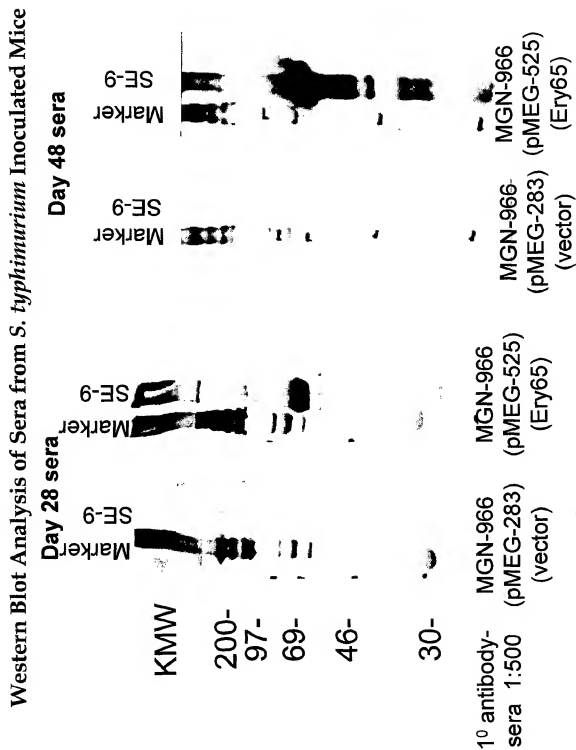 Western Blot Analysis of Sera from S. typhimurium Inoculated Mice
Day 28 sera
Day 48 sera
Marker
SE-9
Marker
SE-9
Marker
SE-9
Marker
SE-9
KMW
200-
97-
69-
46-
30-
1⁰ antibody-
sera 1:500
MGN-966
(pMEG-283)
(vector)
MGN-966
(pMEG-525)
(Ery65)
MGN-966-
(pMEG-283)
(vector)
MGN-966
(pMEG-525)
(Ery65)